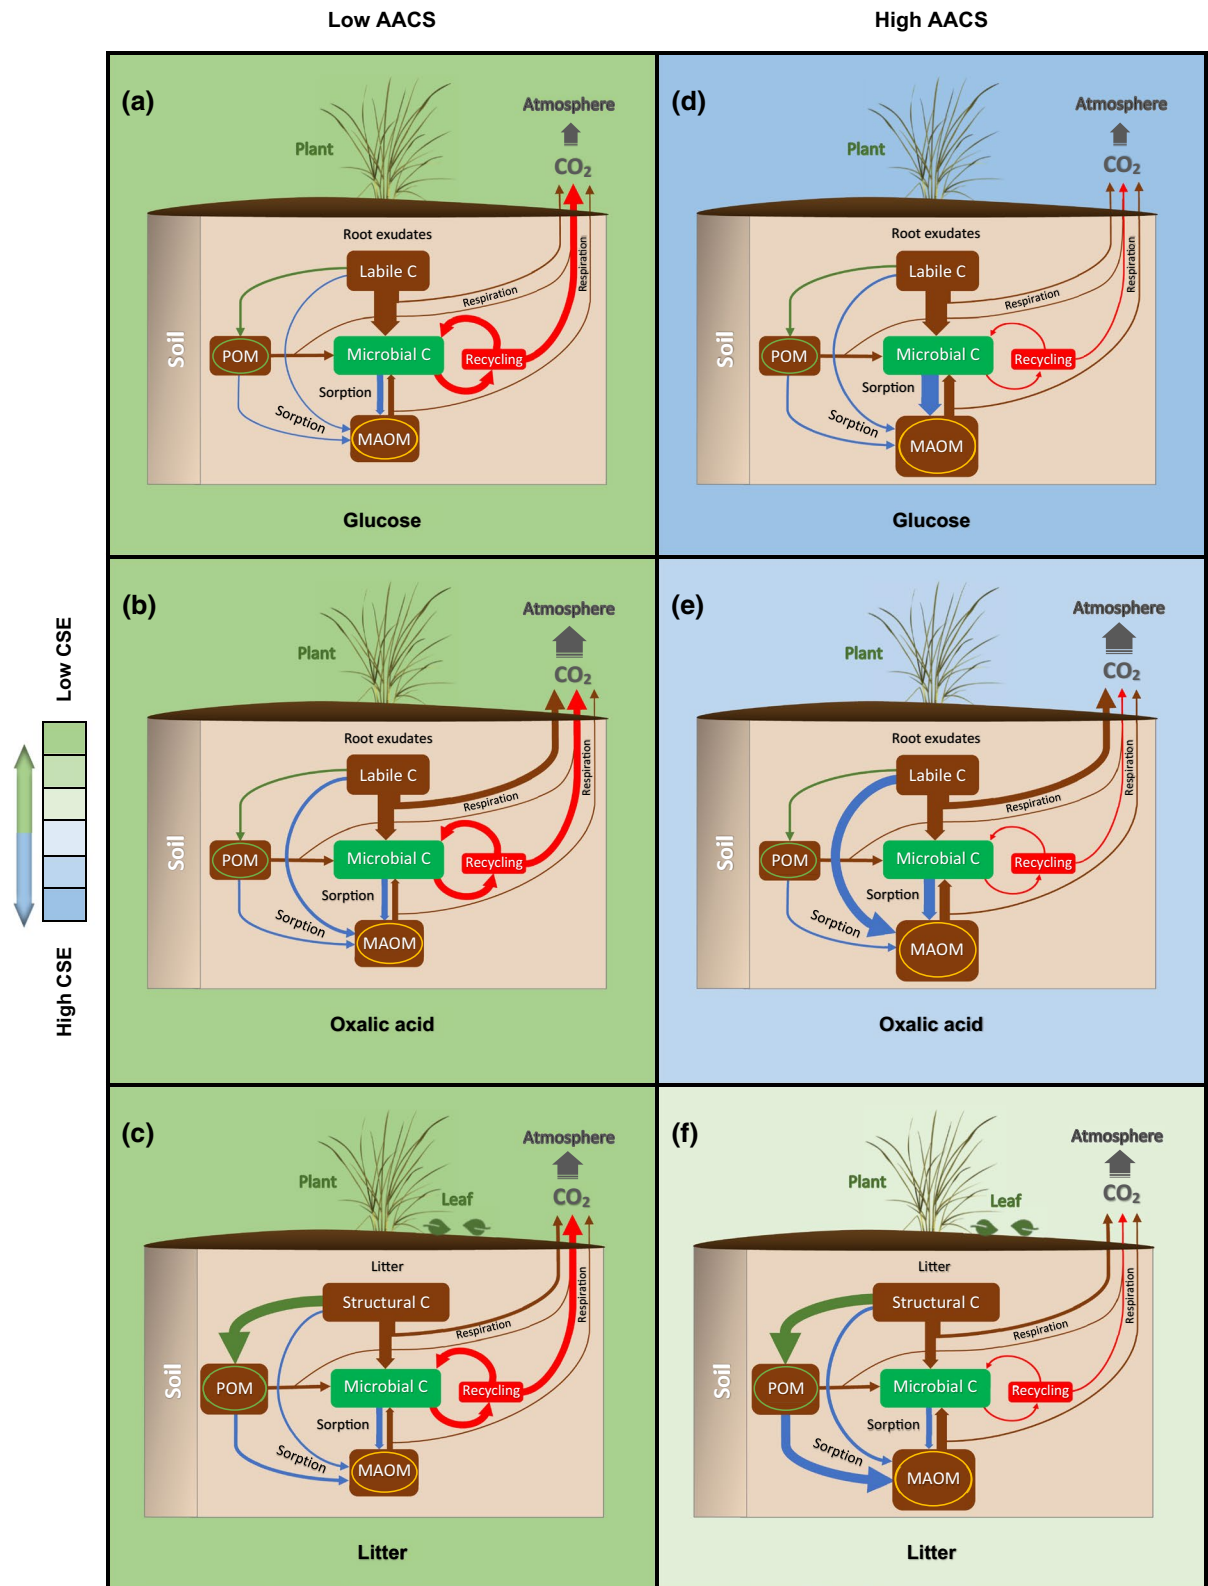 Low AACS
High AACS
(a)
Atmosphere
CO₂
Plant
Root exudates
Labile C
Respiration
Respiration
Soil
POM
Microbial C
Recycling
Sorption
Sorption
MAOM
Glucose
(d)
Atmosphere
CO₂
Plant
Root exudates
Labile C
Respiration
Respiration
Soil
POM
Microbial C
Recycling
Sorption
Sorption
MAOM
Glucose
Low CSE
High CSE
(b)
Atmosphere
CO₂
Plant
Root exudates
Labile C
Respiration
Respiration
Soil
POM
Microbial C
Recycling
Sorption
Sorption
MAOM
Oxalic acid
(e)
Atmosphere
CO₂
Plant
Root exudates
Labile C
Respiration
Respiration
Soil
POM
Microbial C
Recycling
Sorption
Sorption
MAOM
Oxalic acid
(c)
Atmosphere
CO₂
Plant
Leaf
Litter
Structural C
Respiration
Respiration
Soil
POM
Microbial C
Recycling
Sorption
Sorption
MAOM
Litter
(f)
Atmosphere
CO₂
Plant
Leaf
Litter
Structural C
Respiration
Respiration
Soil
POM
Microbial C
Recycling
Sorption
Sorption
MAOM
Litter